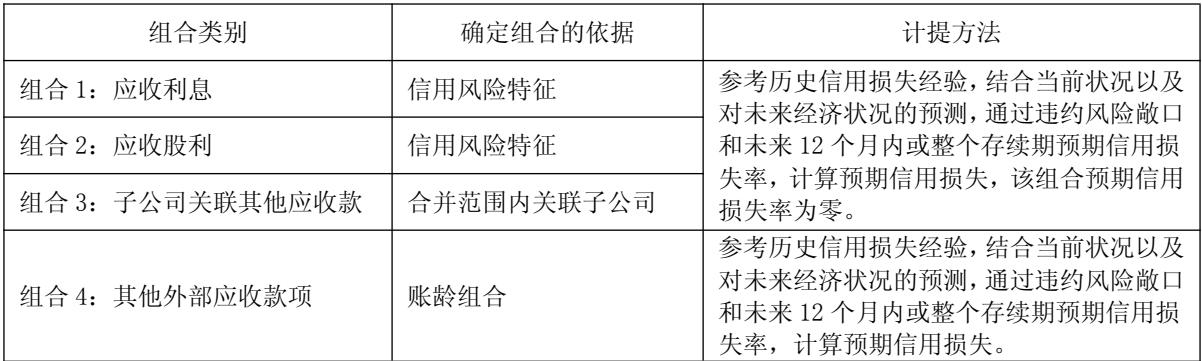 组合类别 确定组合的依据 计提方法
组合 1：应收利息 信用风险特征
组合 2：应收股利 信用风险特征
组合 3：子公司关联其他应收款 合并范围内关联子公司
参考历史信用损失经验，结合当前状况以及
对未来经济状况的预测，通过违约风险敞口
和未来 12 个月内或整个存续期预期信用损
失率，计算预期信用损失，该组合预期信用
损失率为零。
组合 4：其他外部应收款项 账龄组合
参考历史信用损失经验，结合当前状况以及
对未来经济状况的预测，通过违约风险敞口
和未来 12 个月内或整个存续期预期信用损
失率，计算预期信用损失。